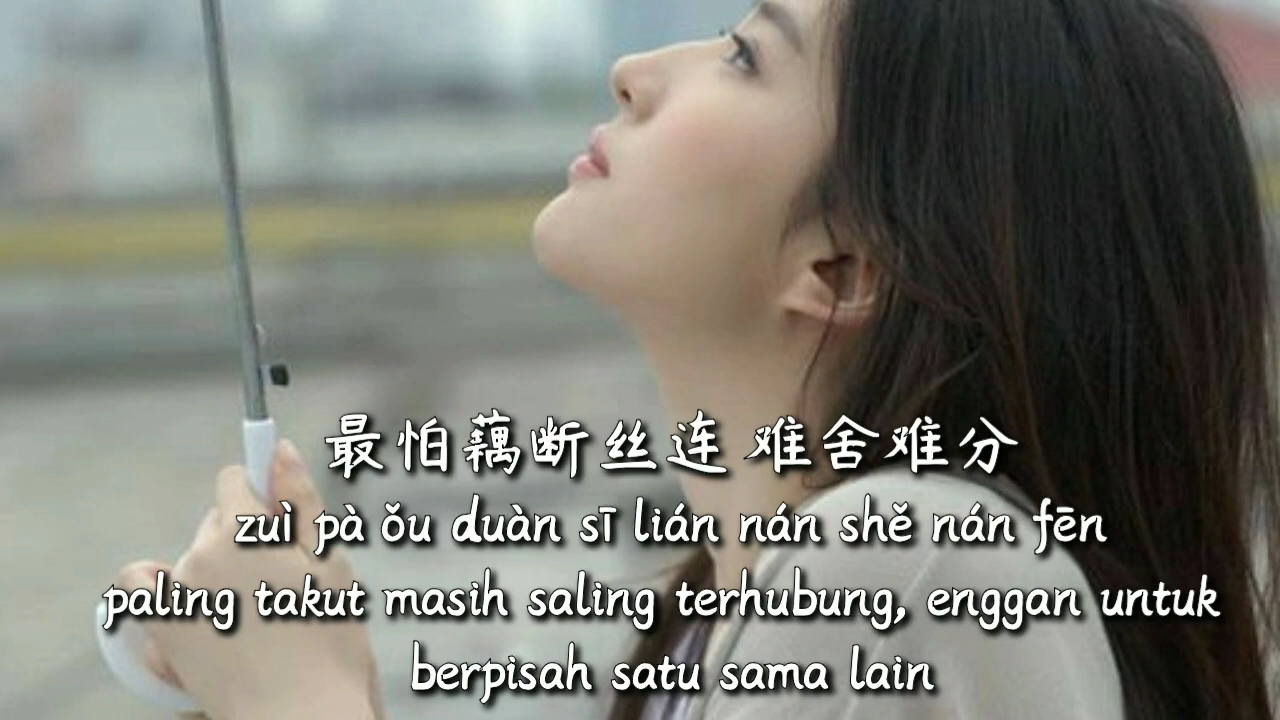 最怕藕断丝连 难舍难分
zuì pà ǒu duàn sī lián nán shě nán fēn
paling takut masih saling terhubung, enggan untuk
berpisah satu sama lain